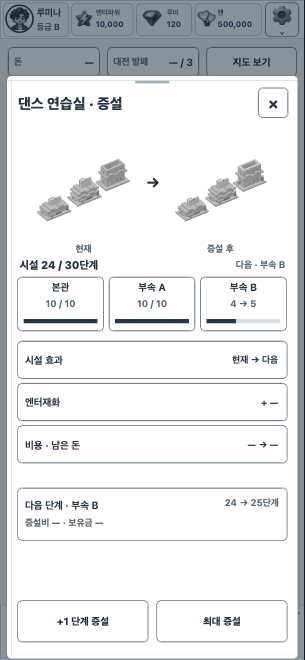 루미나
등급 B
엔터파워
10,000
루비
120
팬
500,000
돈 —
대전 방패 — / 3
지도 보기
댄스 연습실 · 증설
×
→
현재
증설 후
시설 24 / 30단계
다음 · 부속 B
본관
10 / 10
부속 A
10 / 10
부속 B
4 → 5
시설 효과
현재 → 다음
엔터재화
+ —
비용 · 남은 돈
— → —
다음 단계 · 부속 B
24 → 25단계
증설비 — · 보유금 —
+1 단계 증설
최대 증설